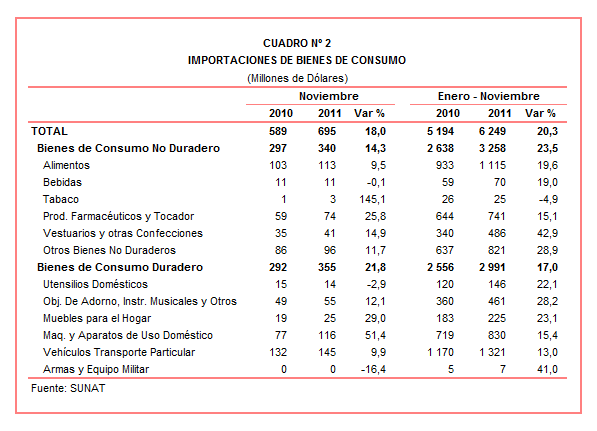 CUADRO Nº 2
IMPORTACIONES DE BIENES DE CONSUMO
(Millones de Dólares)
Noviembre Enero - Noviembre
2010 2011 Var % 2010 2011 Var %
TOTAL 589 695 18,0 5 194 6 249 20,3
Bienes de Consumo No Duradero 297 340 14,3 2 638 3 258 23,5
Alimentos 103 113 9,5 933 1 115 19,6
Bebidas 11 11 -0,1 59 70 19,0
Tabaco 1 3 145,1 26 25 -4,9
Prod. Farmacéuticos y Tocador 59 74 25,8 644 741 15,1
Vestuarios y otras Confecciones 35 41 14,9 340 486 42,9
Otros Bienes No Duraderos 86 96 11,7 637 821 28,9
Bienes de Consumo Duradero 292 355 21,8 2 556 2 991 17,0
Utensilios Domésticos 15 14 -2,9 120 146 22,1
Obj. De Adorno, Instr. Musicales y Otros 49 55 12,1 360 461 28,2
Muebles para el Hogar 19 25 29,0 183 225 23,1
Maq. y Aparatos de Uso Doméstico 77 116 51,4 719 830 15,4
Vehículos Transporte Particular 132 145 9,9 1 170 1 321 13,0
Armas y Equipo Militar 0 0 -16,4 5 7 41,0
Fuente: SUNAT